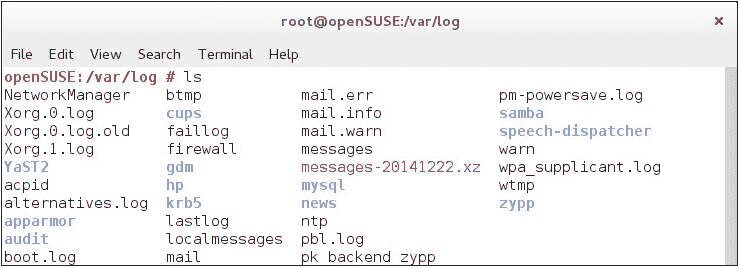 root@openSUSE:/var/log ×
File Edit View Search Terminal Help
openSUSE:/var/log # ls
NetworkManager btmp mail.err pm-powersave.log
Xorg.0.log cups mail.info samba
Xorg.0.log.old faillog mail.warn speech-dispatcher
Xorg.1.log firewall messages warn
YaST2 gdm messages-20141222.xz wpa_supplicant.log
acpid hp mysql wtmp
alternatives.log krb5 news zypp
apparmor lastlog ntp
audit localmessages pbl.log
boot.log mail pk_backend_zypp